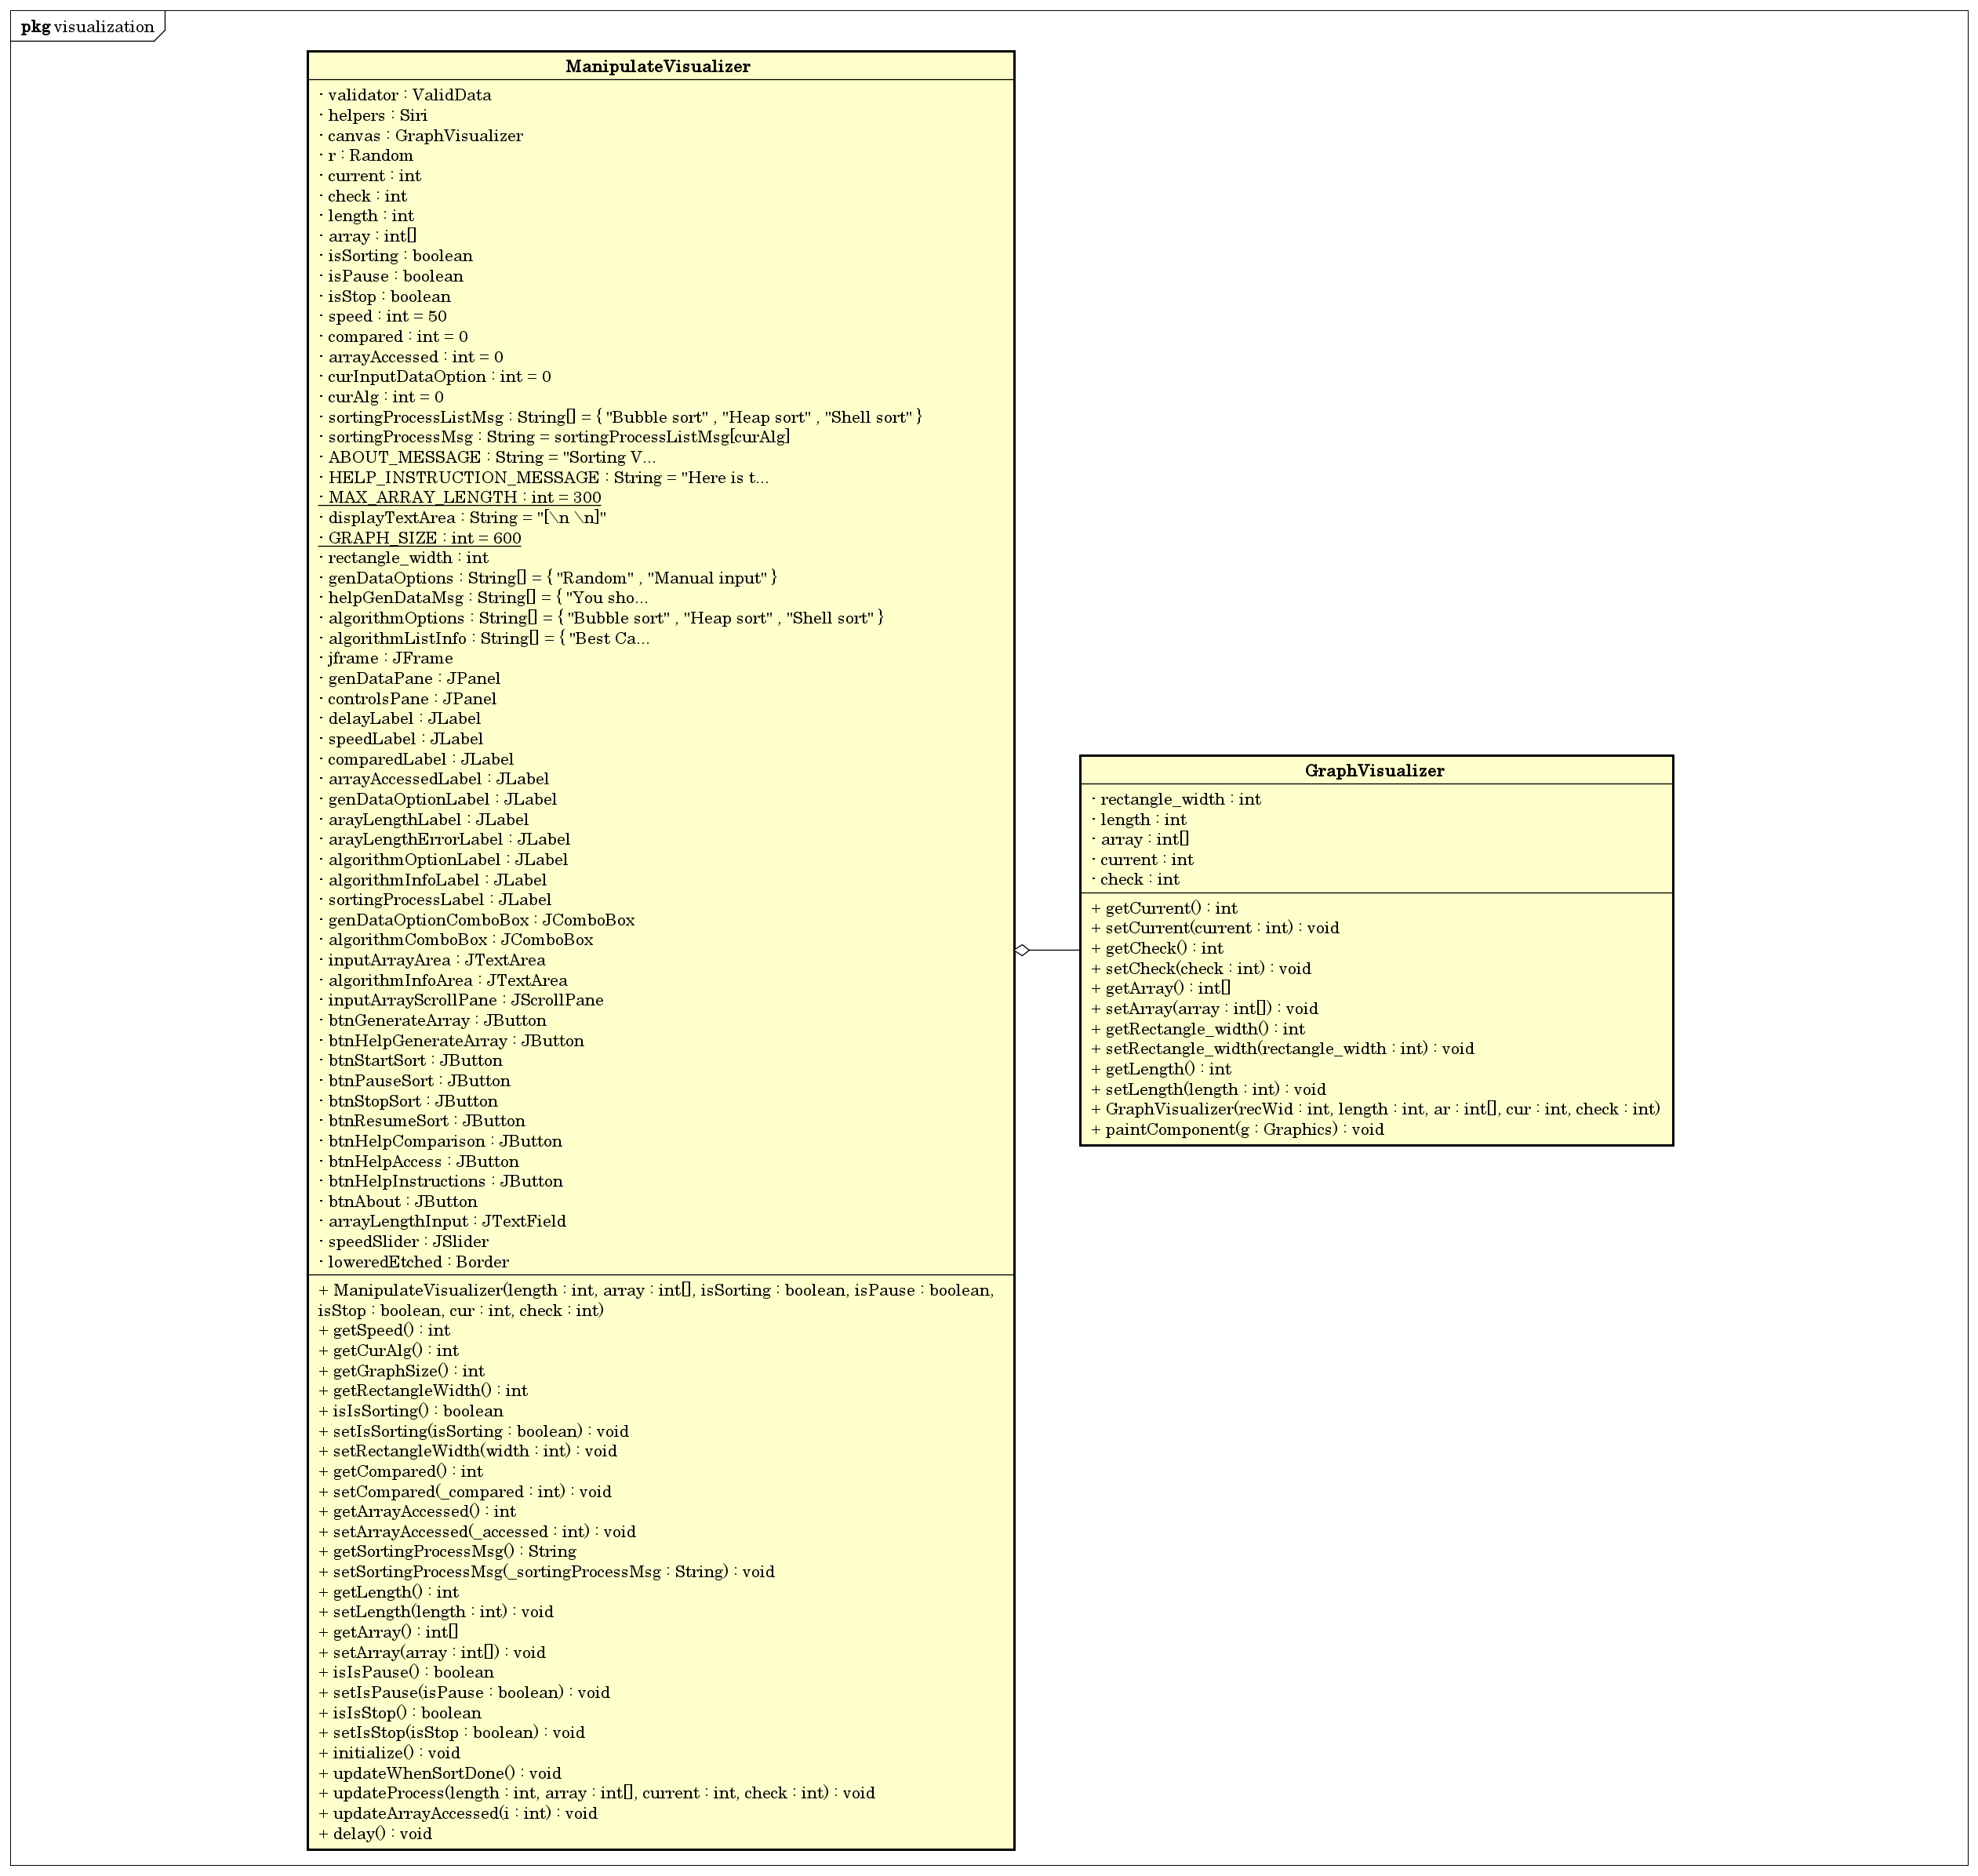 pkg visualization
ManipulateVisualizer
- validator : ValidData
- helpers : Siri
- canvas : GraphVisualizer
- r : Random
- current : int
- check : int
- length : int
- array : int[]
- isSorting : boolean
- isPause : boolean
- isStop : boolean
- speed : int = 50
- compared : int = 0
- arrayAccessed : int = 0
- curInputDataOption : int = 0
- curAlg : int = 0
- sortingProcessListMsg : String[] = { "Bubble sort" , "Heap sort" , "Shell sort" }
- sortingProcessMsg : String = sortingProcessListMsg[curAlg]
- ABOUT_MESSAGE : String = "Sorting V...
- HELP_INSTRUCTION_MESSAGE : String = "Here is t...
- MAX_ARRAY_LENGTH : int = 300
- displayTextArea : String = "[\n \n]"
- GRAPH_SIZE : int = 600
- rectangle_width : int
- genDataOptions : String[] = { "Random" , "Manual input" }
- helpGenDataMsg : String[] = { "You sho...
- algorithmOptions : String[] = { "Bubble sort" , "Heap sort" , "Shell sort" }
- algorithmListInfo : String[] = { "Best Ca...
- jframe : JFrame
- genDataPane : JPanel
- controlsPane : JPanel
- delayLabel : JLabel
- speedLabel : JLabel
- comparedLabel : JLabel
- arrayAccessedLabel : JLabel
- genDataOptionLabel : JLabel
- arayLengthLabel : JLabel
- arayLengthErrorLabel : JLabel
- algorithmOptionLabel : JLabel
- algorithmInfoLabel : JLabel
- sortingProcessLabel : JLabel
- genDataOptionComboBox : JComboBox
- algorithmComboBox : JComboBox
- inputArrayArea : JTextArea
- algorithmInfoArea : JTextArea
- inputArrayScrollPane : JScrollPane
- btnGenerateArray : JButton
- btnHelpGenerateArray : JButton
- btnStartSort : JButton
- btnPauseSort : JButton
- btnStopSort : JButton
- btnResumeSort : JButton
- btnHelpComparison : JButton
- btnHelpAccess : JButton
- btnHelpInstructions : JButton
- btnAbout : JButton
- arrayLengthInput : JTextField
- speedSlider : JSlider
- loweredEtched : Border
+ ManipulateVisualizer(length : int, array : int[], isSorting : boolean, isPause : boolean,
isStop : boolean, cur : int, check : int)
+ getSpeed() : int
+ getCurAlg() : int
+ getGraphSize() : int
+ getRectangleWidth() : int
+ isIsSorting() : boolean
+ setIsSorting(isSorting : boolean) : void
+ setRectangleWidth(width : int) : void
+ getCompared() : int
+ setCompared(_compared : int) : void
+ getArrayAccessed() : int
+ setArrayAccessed(_accessed : int) : void
+ getSortingProcessMsg() : String
+ setSortingProcessMsg(_sortingProcessMsg : String) : void
+ getLength() : int
+ setLength(length : int) : void
+ getArray() : int[]
+ setArray(array : int[]) : void
+ isIsPause() : boolean
+ setIsPause(isPause : boolean) : void
+ isIsStop() : boolean
+ setIsStop(isStop : boolean) : void
+ initialize() : void
+ updateWhenSortDone() : void
+ updateProcess(length : int, array : int[], current : int, check : int) : void
+ updateArrayAccessed(i : int) : void
+ delay() : void
GraphVisualizer
- rectangle_width : int
- length : int
- array : int[]
- current : int
- check : int
+ getCurrent() : int
+ setCurrent(current : int) : void
+ getCheck() : int
+ setCheck(check : int) : void
+ getArray() : int[]
+ setArray(array : int[]) : void
+ getRectangle_width() : int
+ setRectangle_width(rectangle_width : int) : void
+ getLength() : int
+ setLength(length : int) : void
+ GraphVisualizer(recWid : int, length : int, ar : int[], cur : int, check : int)
+ paintComponent(g : Graphics) : void